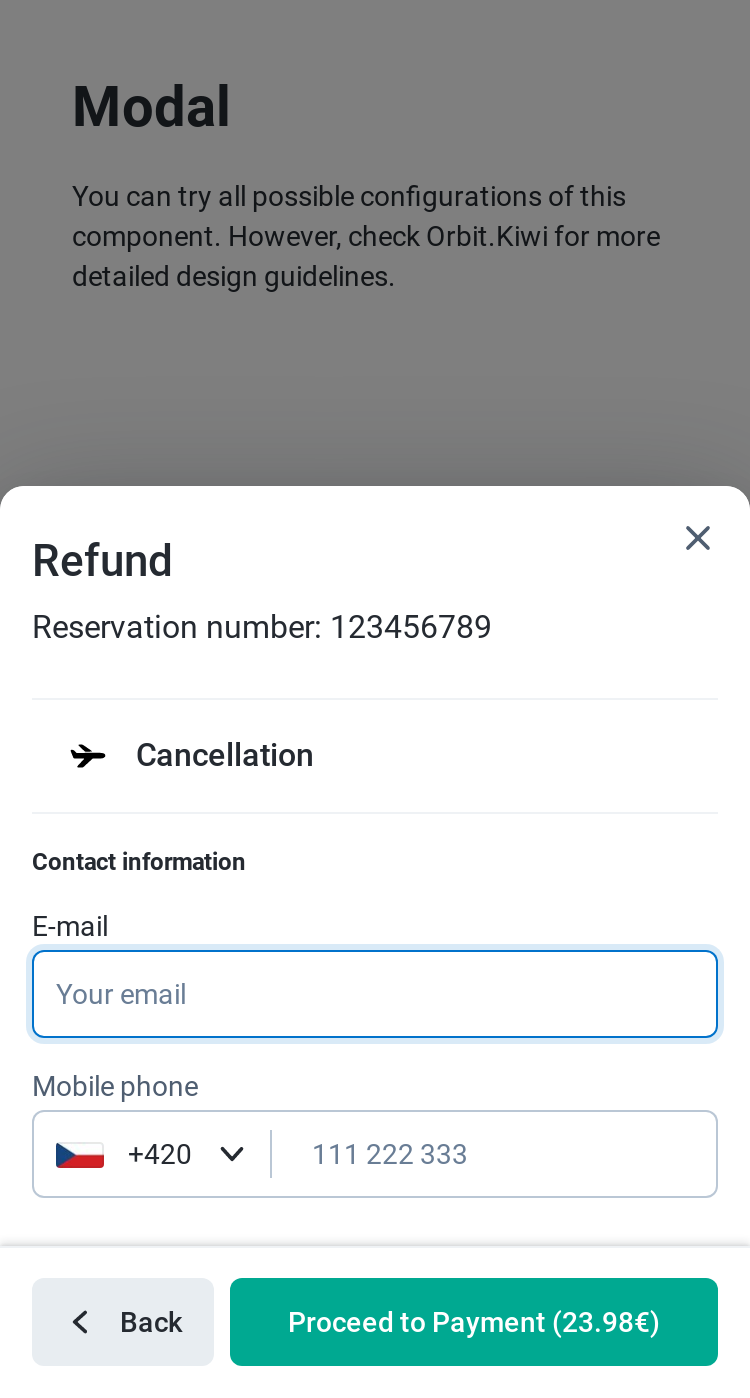 Modal
You can try all possible configurations of this
component. However, check Orbit.Kiwi for more
detailed design guidelines.
Refund
Reservation number: 123456789
Cancellation
Contact information
E-mail
Your email
Mobile phone
+420 111 222 333
Back Proceed to Payment (23.98€)